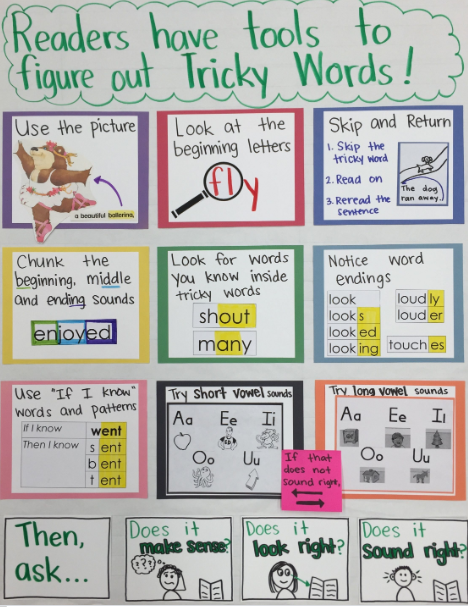 Readers have tools to
figure out Tricky Words!
Use the picture
a beautiful ballerina,
Look at the
beginning letters
fly
Skip and Return
1. Skip the
tricky word
2. Read on
3. Reread the
sentence
The dog
ran away.
Chunk the
beginning, middle
and ending sounds
enjoyed
Look for words
you know inside
tricky words
shout
many
Notice word
endings
look
looks
looked
looking
loudly
louder
touches
Use "If I know"
words and patterns
If I know went
Then I know sent
bent
tent
Try short vowel sounds
Aa Ee Ii
Oo Uu
If that
does not
sound right,
Try long vowel sounds
Aa Ee Ii
Oo Uu
Then,
ask...
Does it
make sense?
???
Does it
look right?
Does it
Sound right?